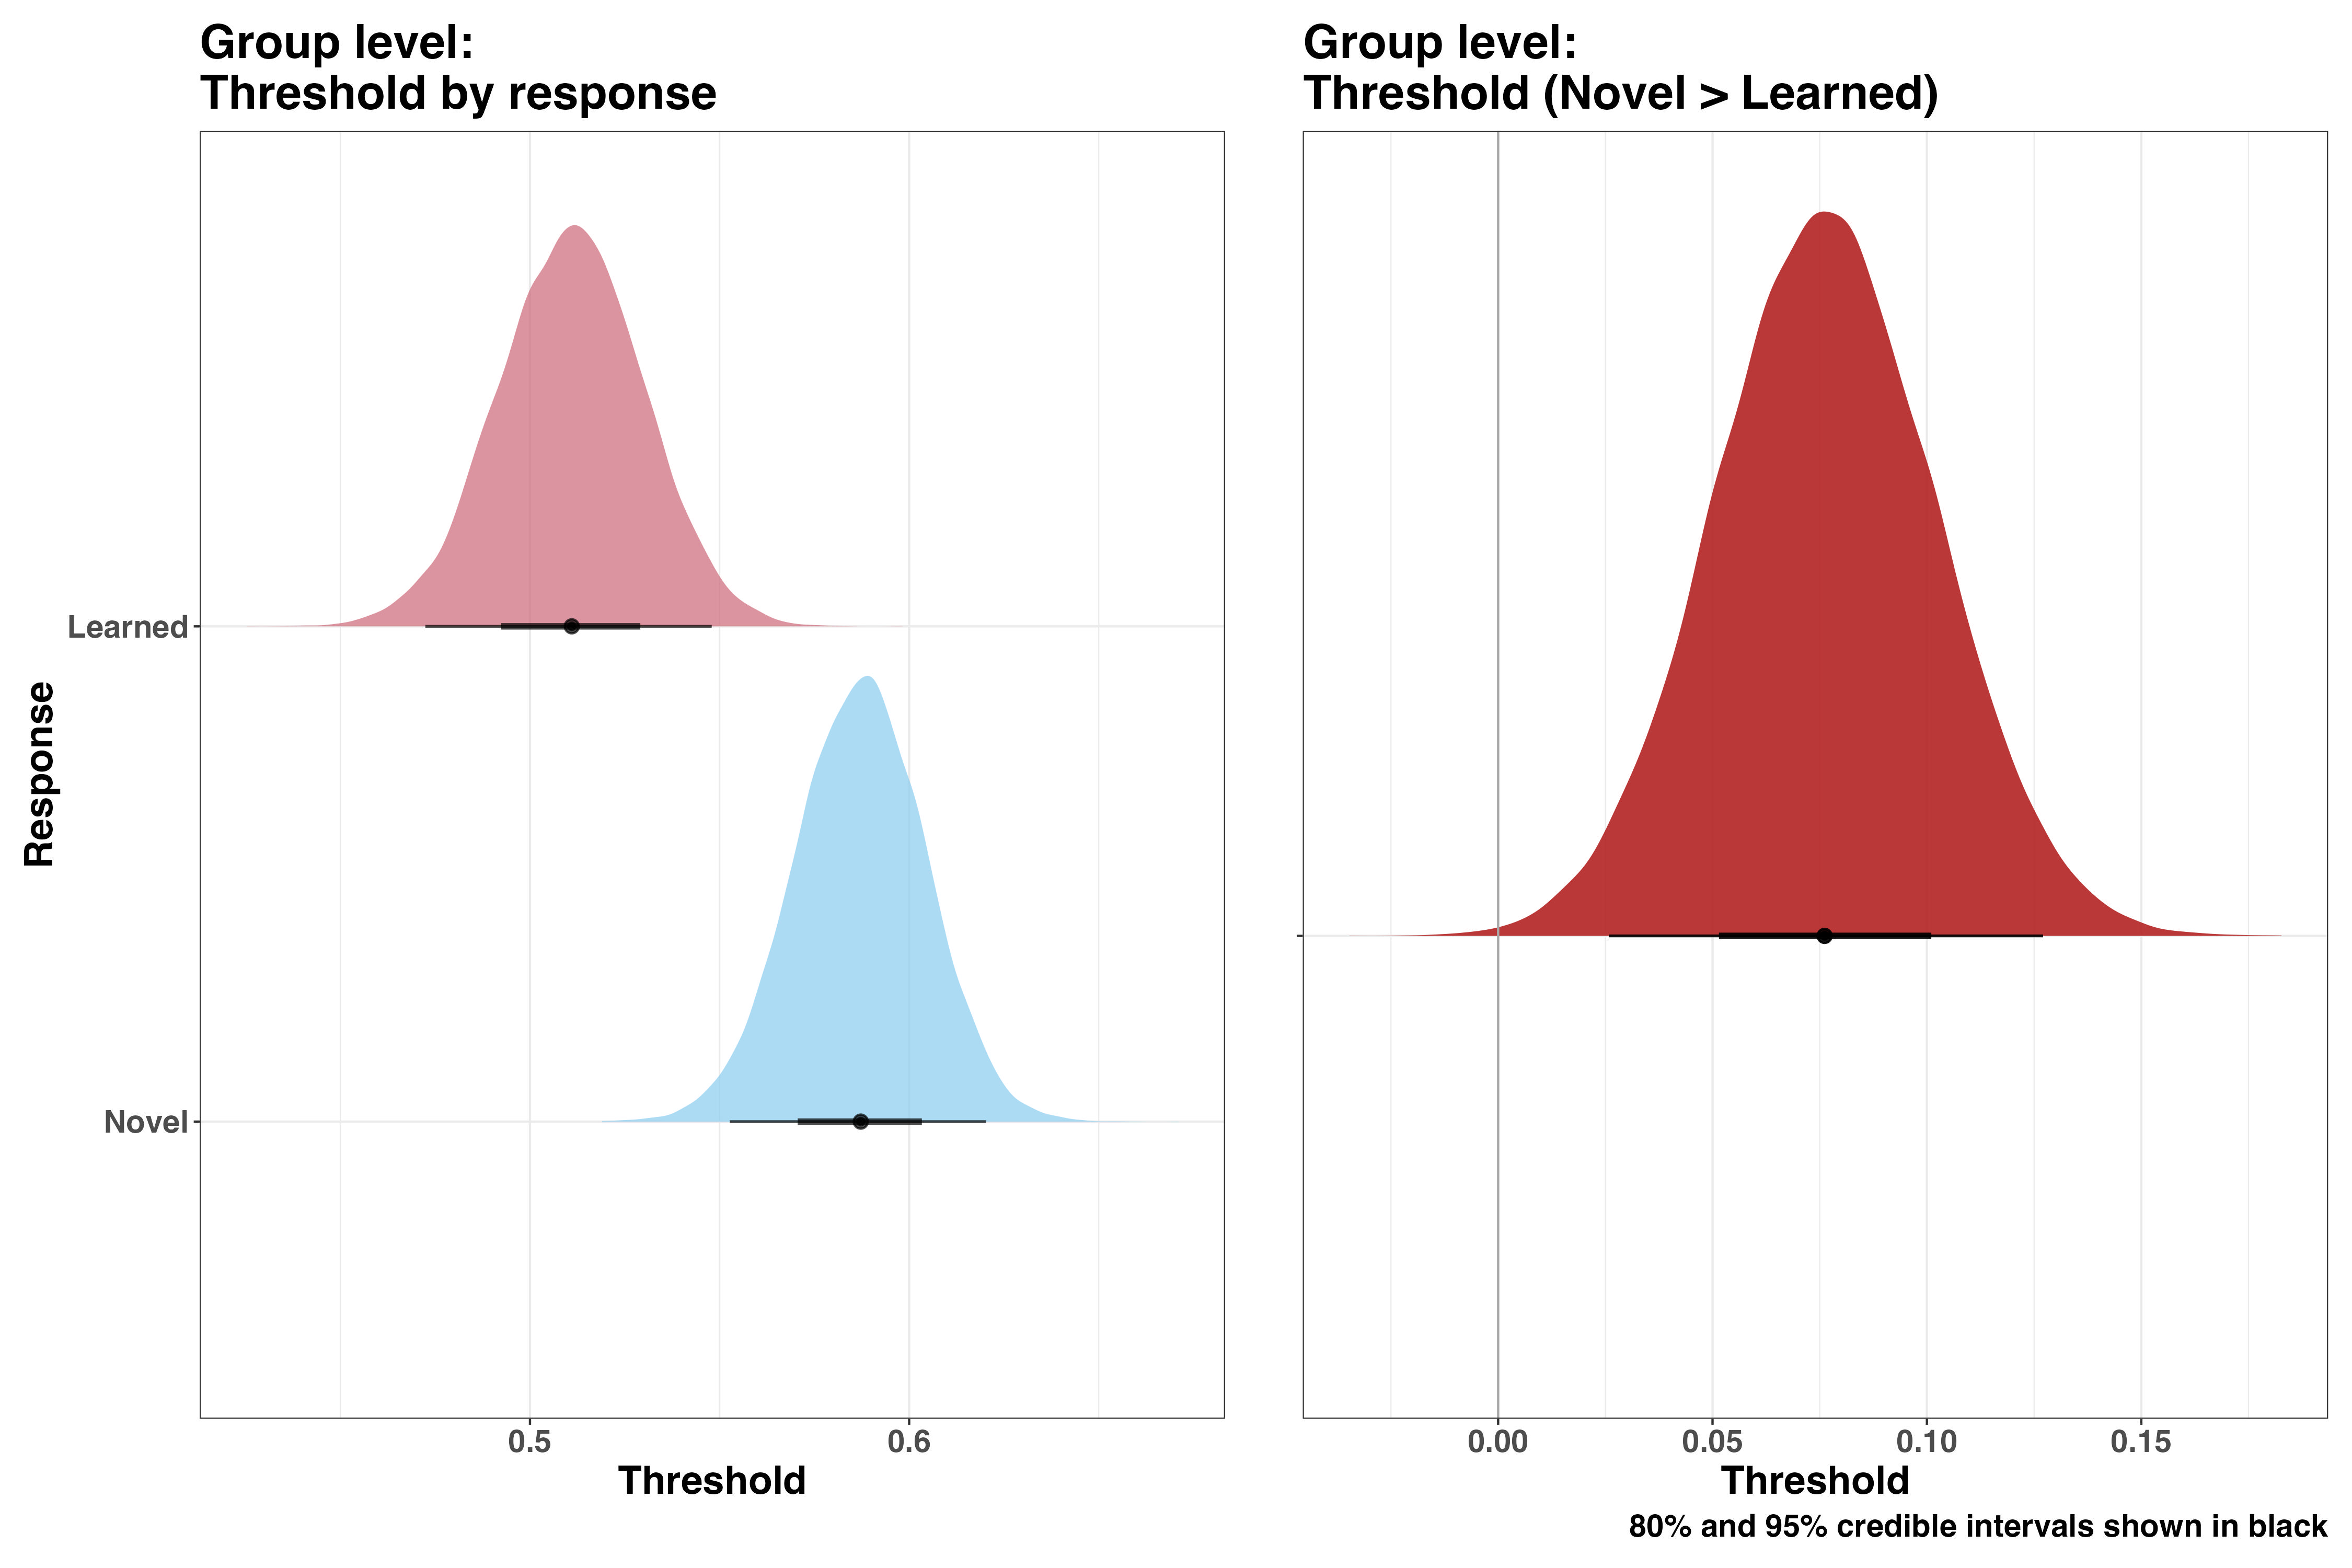 Group level:
Threshold by response
Group level:
Threshold (Novel > Learned)
Response
Learned
Novel
0.5
0.6
Threshold
0.00
0.05
0.10
0.15
Threshold
80% and 95% credible intervals shown in black